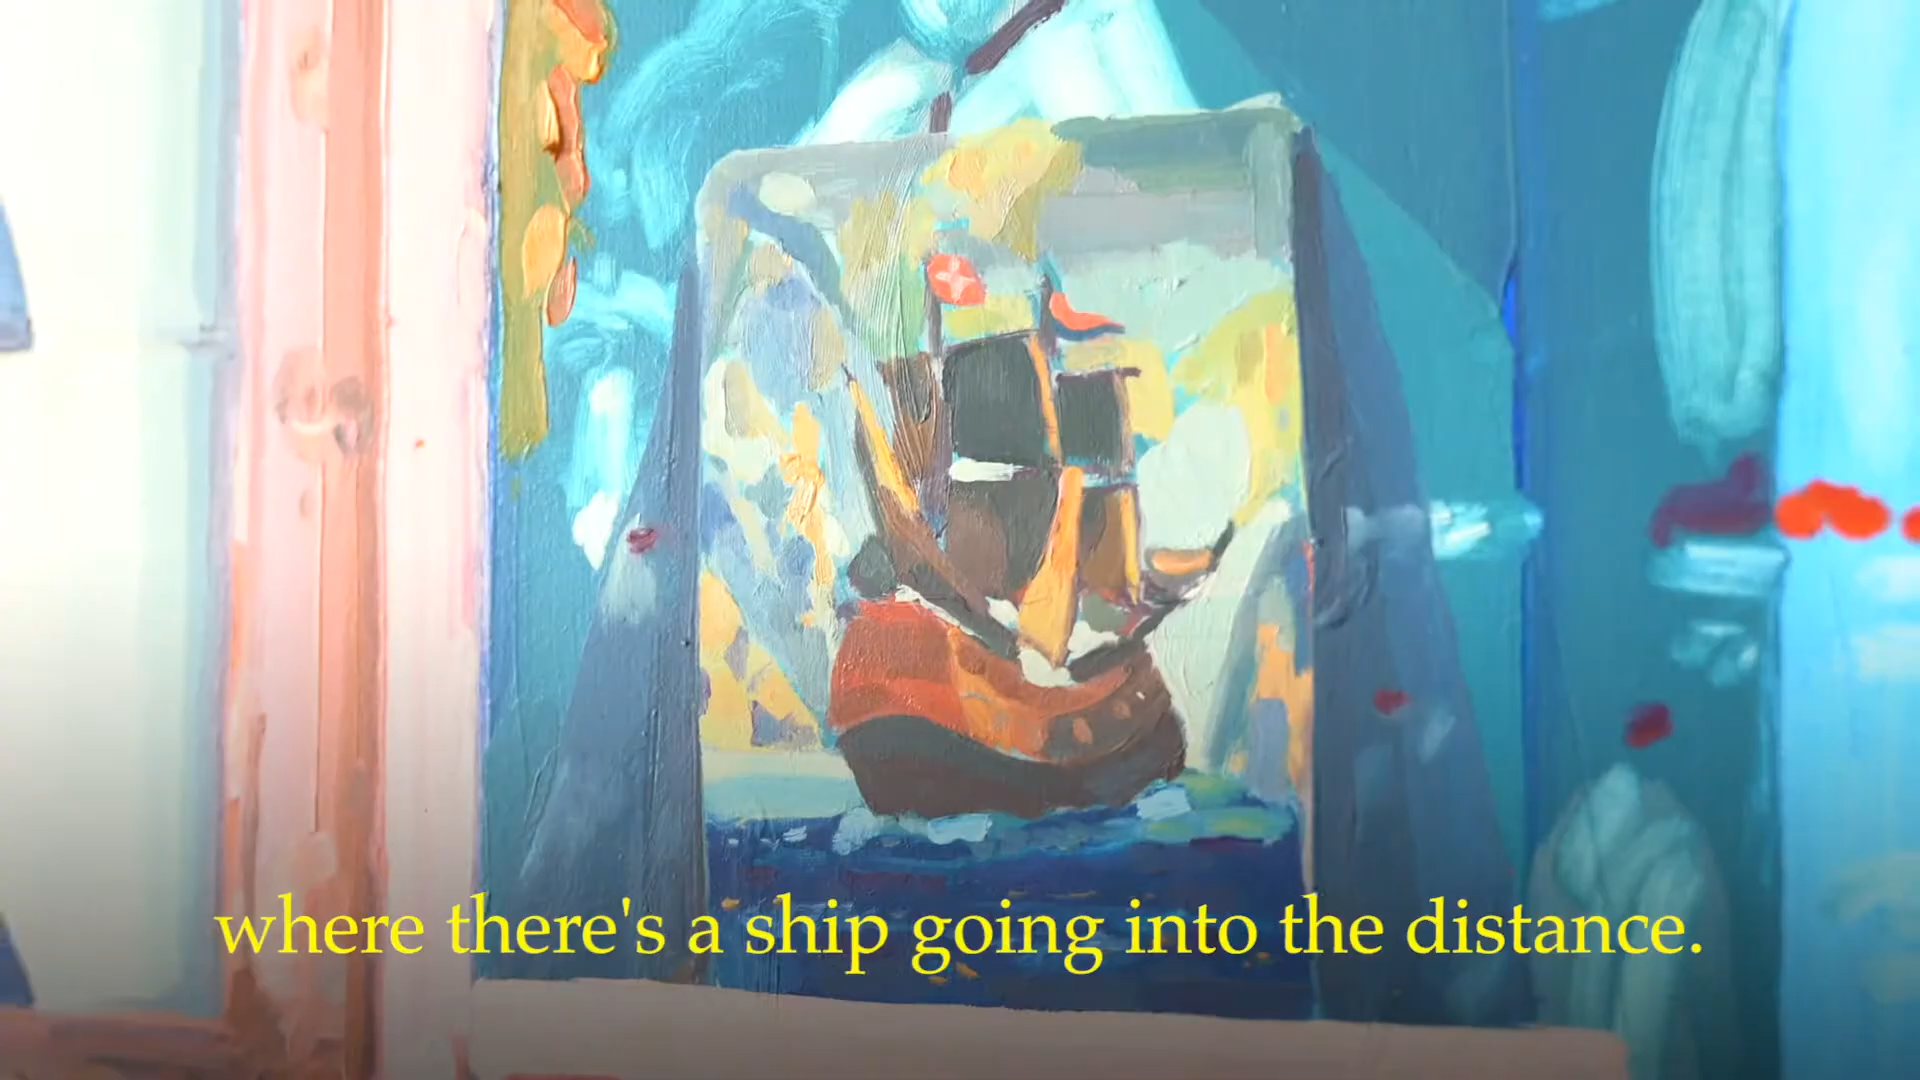 where there's a ship going into the distance.